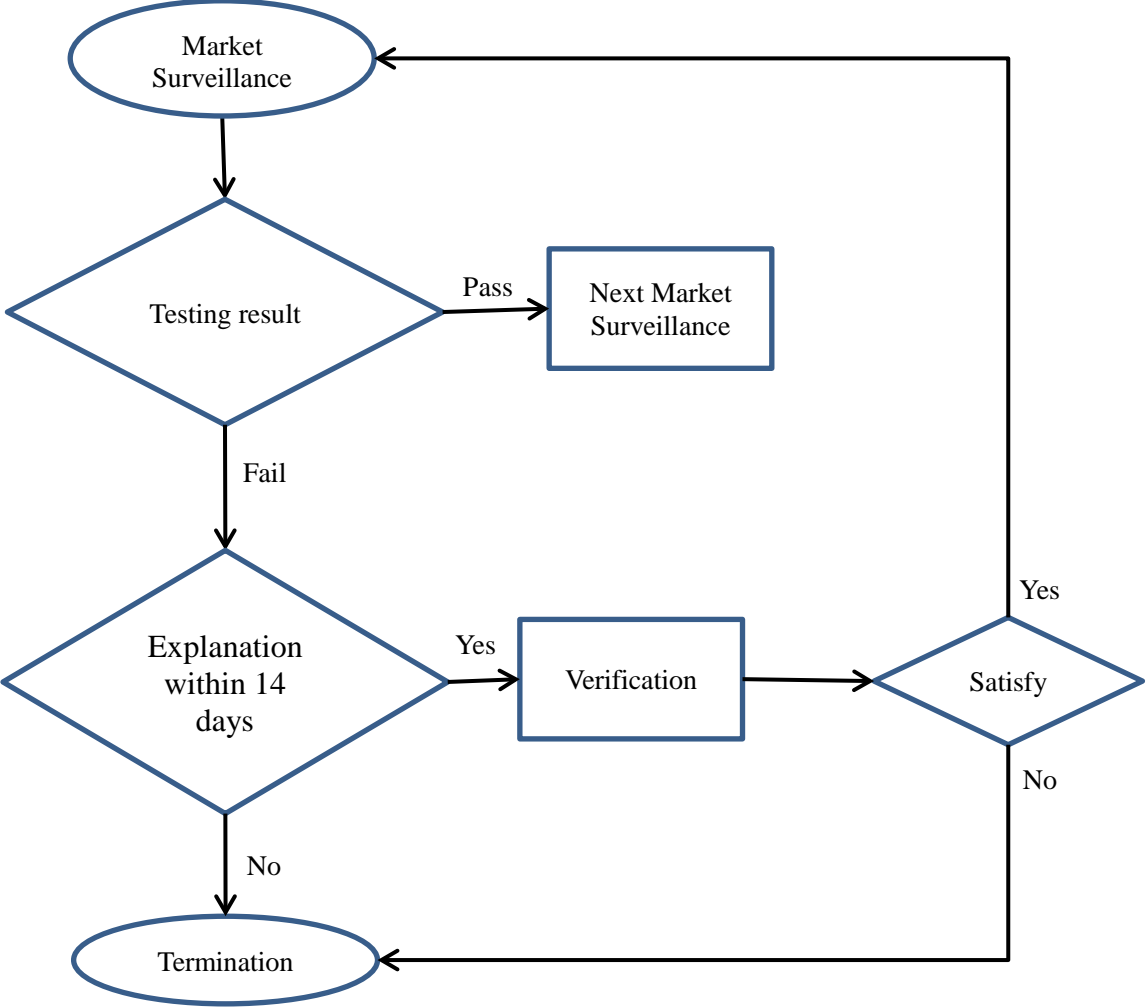 Market
Surveillance
Testing result
Pass
Next Market
Surveillance
Fail
Explanation
within 14
days
Yes
Verification
Satisfy
Yes
No
No
Termination